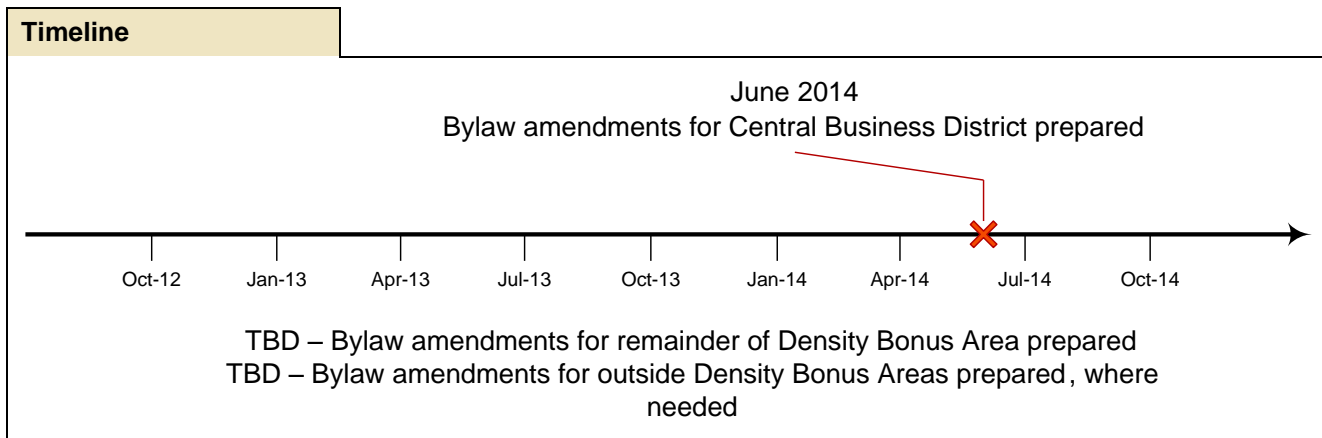 Timeline
June 2014
Bylaw amendments for Central Business District prepared
Oct-12 Jan-13 Apr-13 Jul-13 Oct-13 Jan-14 Apr-14 Jul-14 Oct-14
TBD – Bylaw amendments for remainder of Density Bonus Area prepared
TBD – Bylaw amendments for outside Density Bonus Areas prepared, where
needed